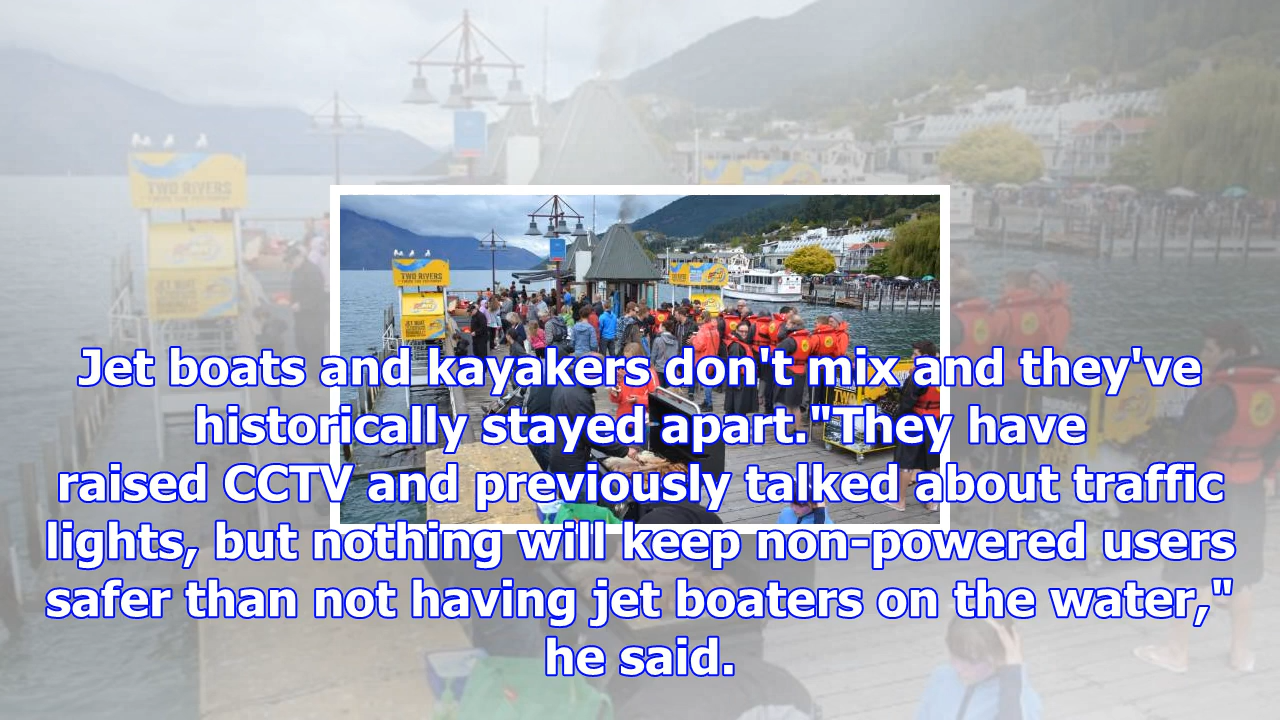 TWO RIVERS
TWO RIVERS
JET BOAT
Jet boats and kayakers don't mix and they've
historically stayed apart."They have
raised CCTV and previously talked about traffic
lights, but nothing will keep non-powered users
safer than not having jet boaters on the water,"
he said.